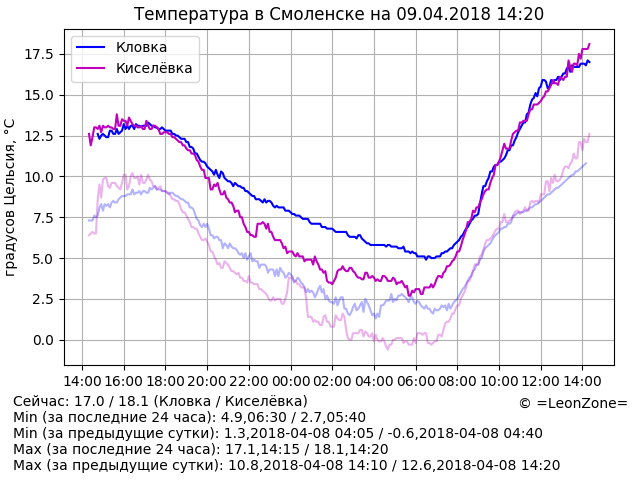 Температура в Смоленске на 09.04.2018 14:20
Кловка
Киселёвка
градусов Цельсия, °C
17.5
15.0
12.5
10.0
7.5
5.0
2.5
0.0
14:00 16:00 18:00 20:00 22:00 00:00 02:00 04:00 06:00 08:00 10:00 12:00 14:00
Сейчас: 17.0 / 18.1 (Кловка / Киселёвка)
© =LeonZone=
Min (за последние 24 часа): 4.9,06:30 / 2.7,05:40
Min (за предыдущие сутки): 1.3,2018-04-08 04:05 / -0.6,2018-04-08 04:40
Max (за последние 24 часа): 17.1,14:15 / 18.1,14:20
Max (за предыдущие сутки): 10.8,2018-04-08 14:10 / 12.6,2018-04-08 14:20